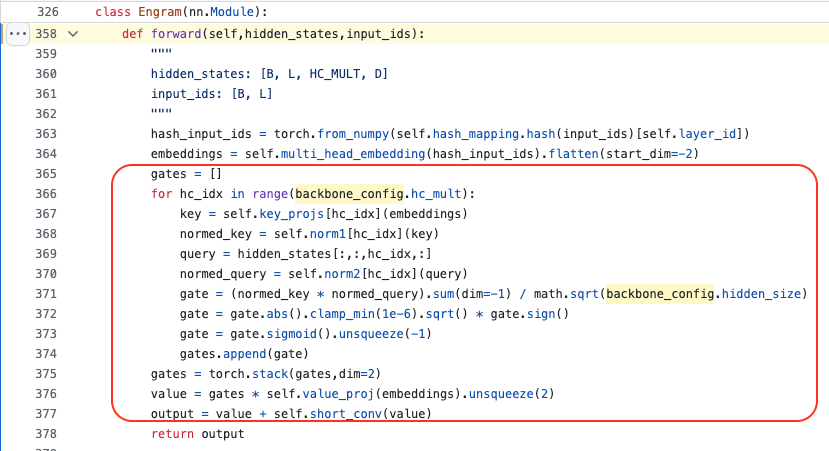 326 class Engram(nn.Module):
358 def forward(self,hidden_states,input_ids):
359 """
360 hidden_states: [B, L, HC_MULT, D]
361 input_ids: [B, L]
362 """
363 hash_input_ids = torch.from_numpy(self.hash_mapping.hash(input_ids)[self.layer_id])
364 embeddings = self.multi_head_embedding(hash_input_ids).flatten(start_dim=-2)
365 gates = []
366 for hc_idx in range(backbone_config.hc_mult):
367 key = self.key_projs[hc_idx](embeddings)
368 normed_key = self.norm1[hc_idx](key)
369 query = hidden_states[:,:,hc_idx,:]
370 normed_query = self.norm2[hc_idx](query)
371 gate = (normed_key * normed_query).sum(dim=-1) / math.sqrt(backbone_config.hidden_size)
372 gate = gate.abs().clamp_min(1e-6).sqrt() * gate.sign()
373 gate = gate.sigmoid().unsqueeze(-1)
374 gates.append(gate)
375 gates = torch.stack(gates,dim=2)
376 value = gates * self.value_proj(embeddings).unsqueeze(2)
377 output = value + self.short_conv(value)
378 return output